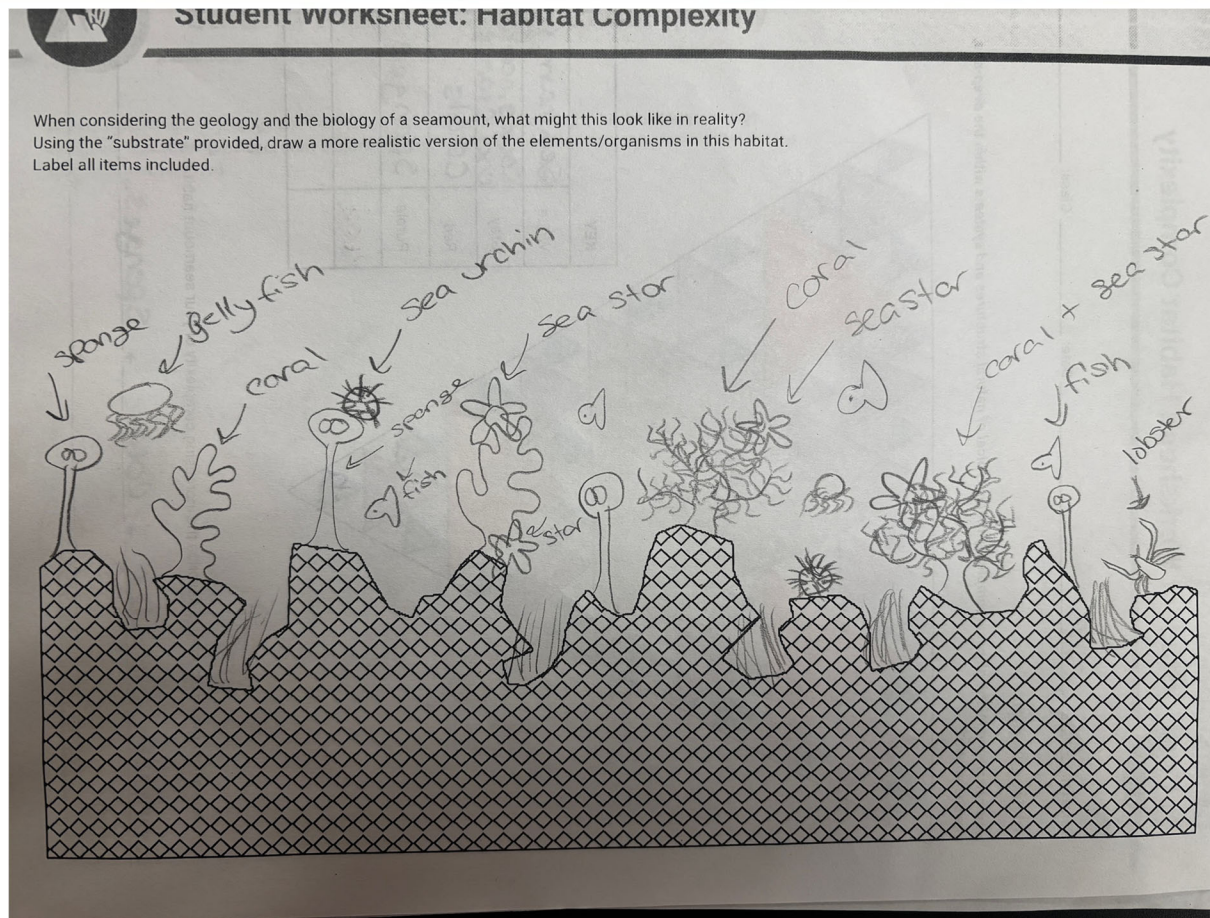 Student Worksheet: Habitat Complexity
When considering the geology and the biology of a seamount, what might this look like in reality?
Using the "substrate" provided, draw a more realistic version of the elements/organisms in this habitat.
Label all items included.
sponge
Gelly fish
coral
sea urchin
sponge
fish
sea star
star
coral
seastar
coral + sea star
fish
lobster